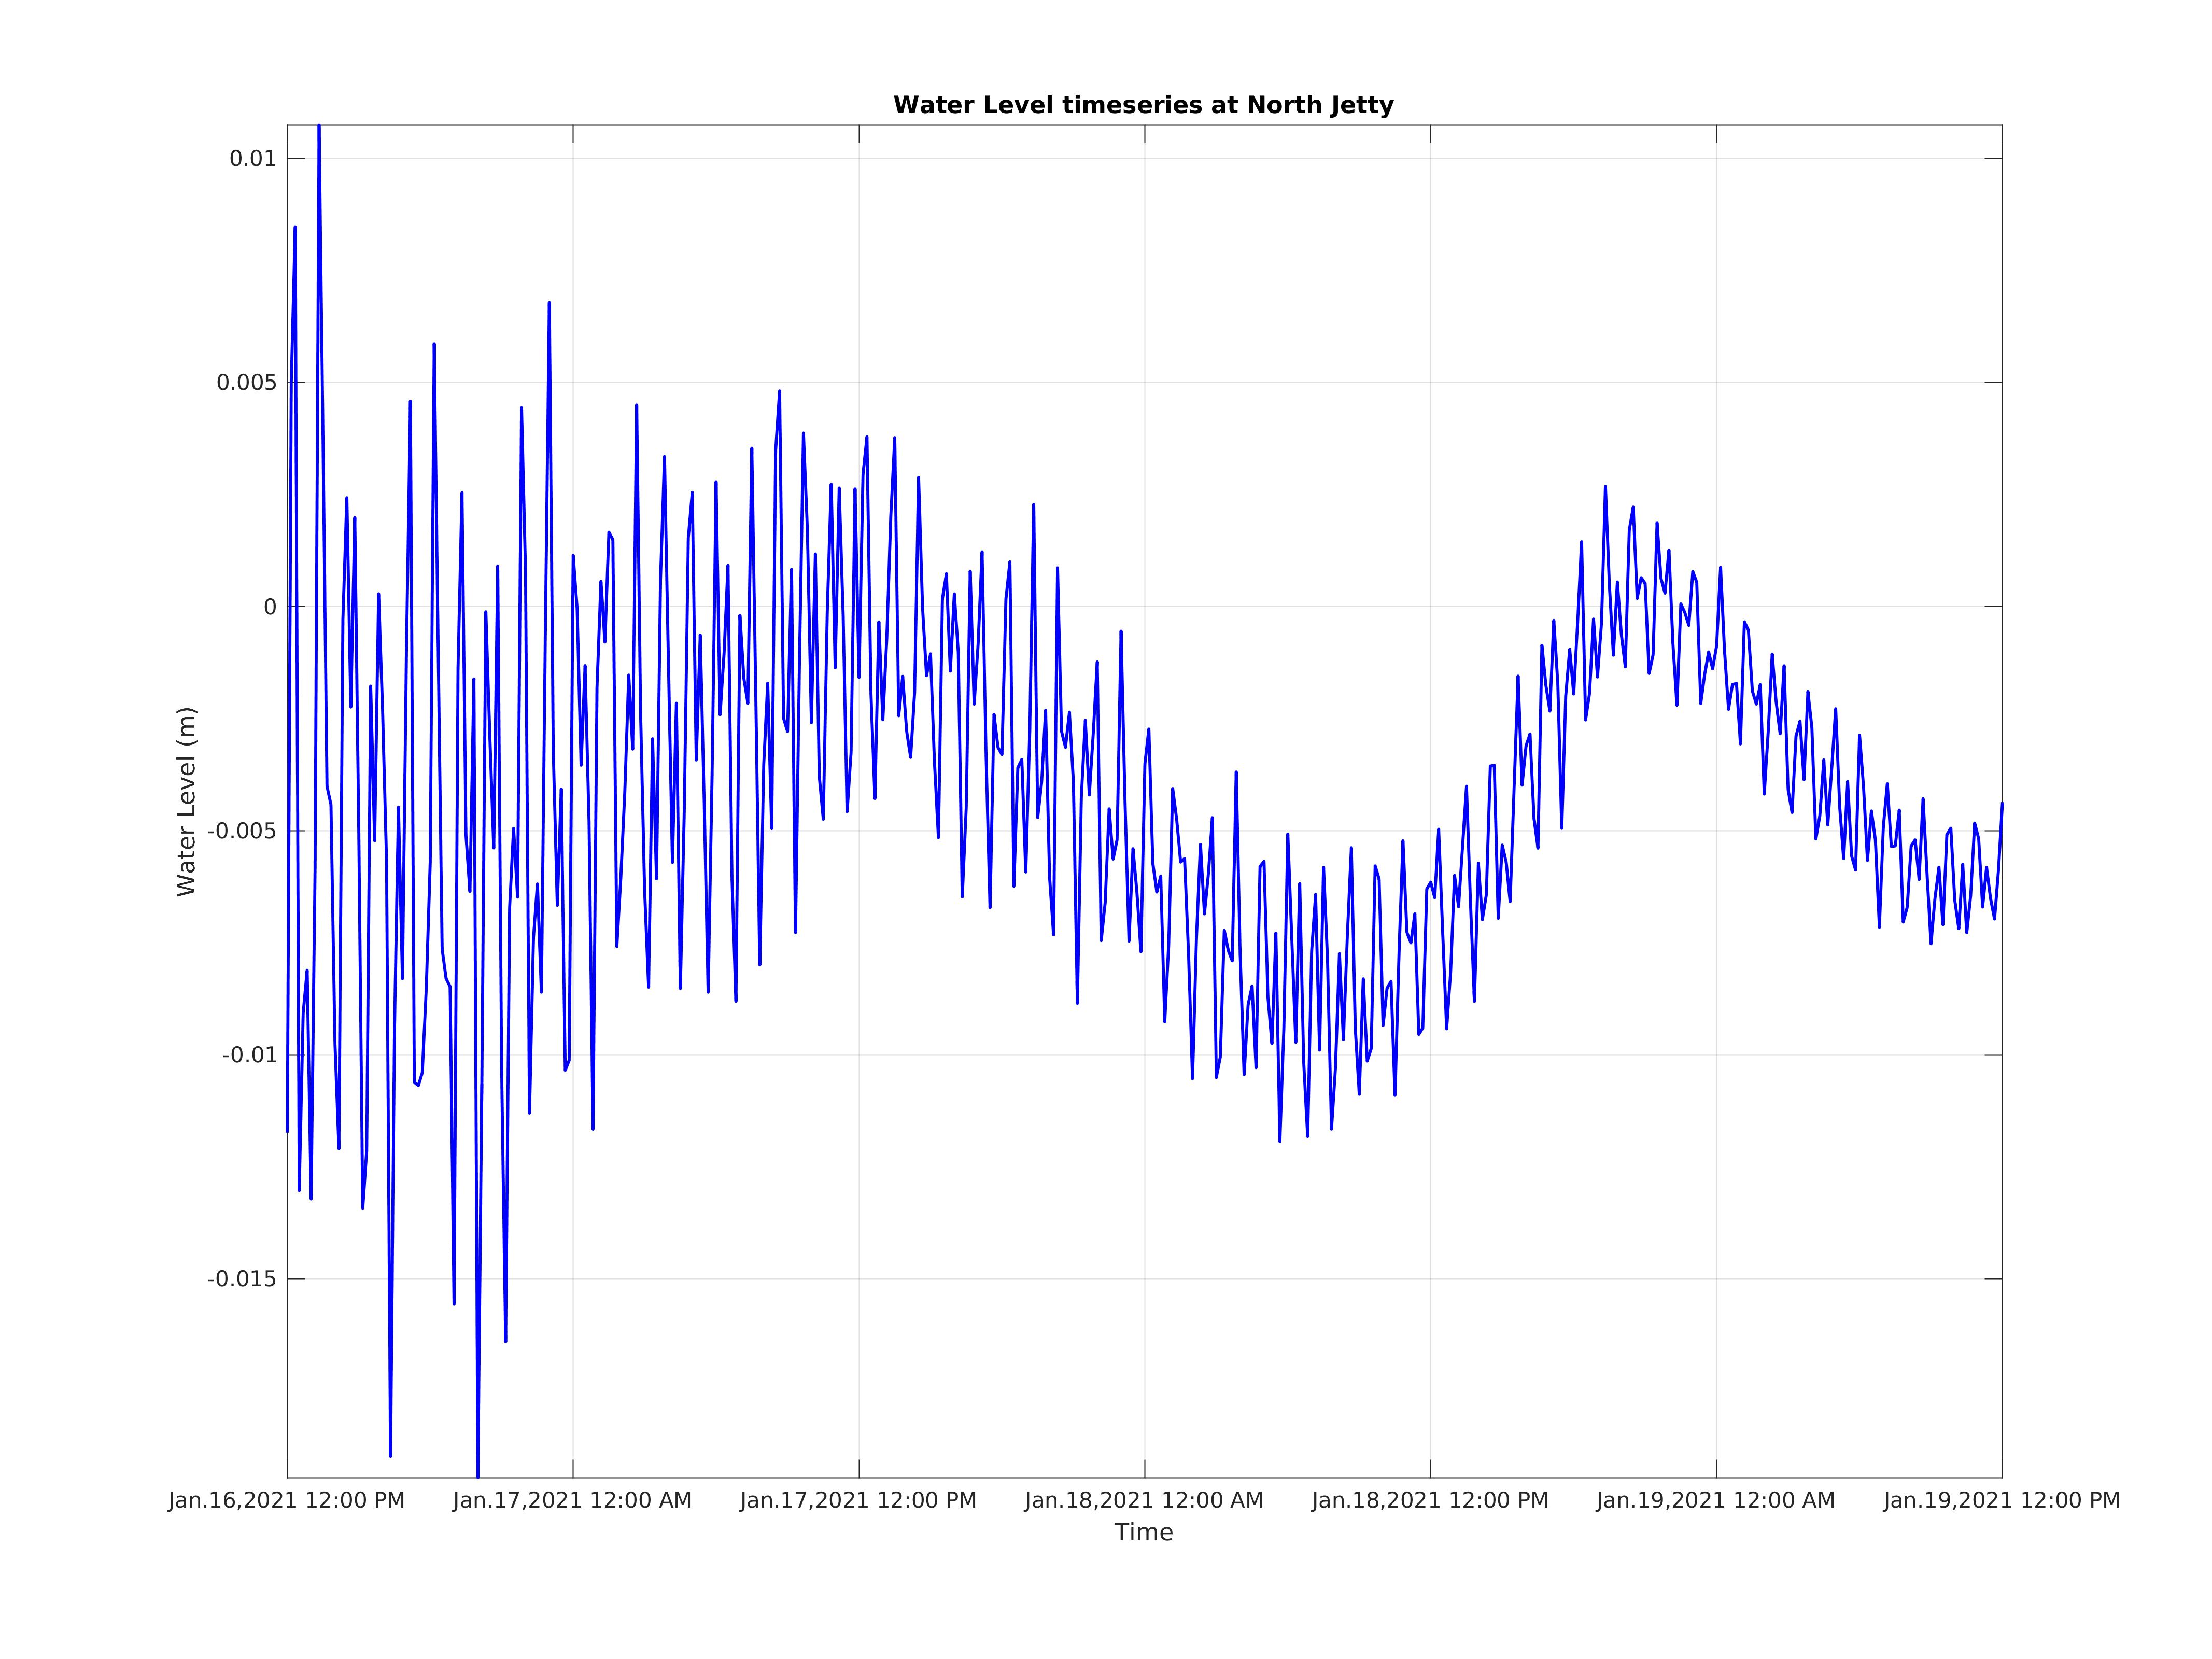 Water Level timeseries at North Jetty
0.01
0.005
0
-0.005
-0.01
-0.015
Water Level (m)
Jan.16,2021 12:00 PM Jan.17,2021 12:00 AM Jan.17,2021 12:00 PM Jan.18,2021 12:00 AM Jan.18,2021 12:00 PM Jan.19,2021 12:00 AM Jan.19,2021 12:00 PM
Time